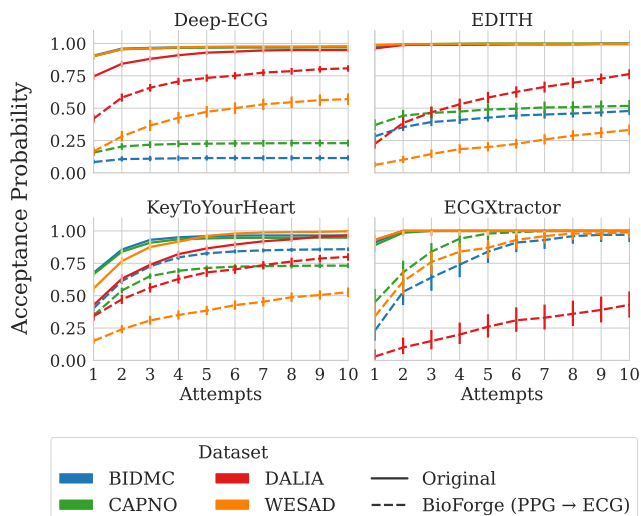 Deep-ECG
EDITH
1.00
0.75
0.50
0.25
0.00
Acceptance Probability
KeyToYourHeart
ECGXtractor
1.00
0.75
0.50
0.25
0.00
1 2 3 4 5 6 7 8 9 10
1 2 3 4 5 6 7 8 9 10
Attempts
Attempts
Dataset
BIDMC
DALIA
Original
CAPNO
WESAD
BioForge (PPG → ECG)